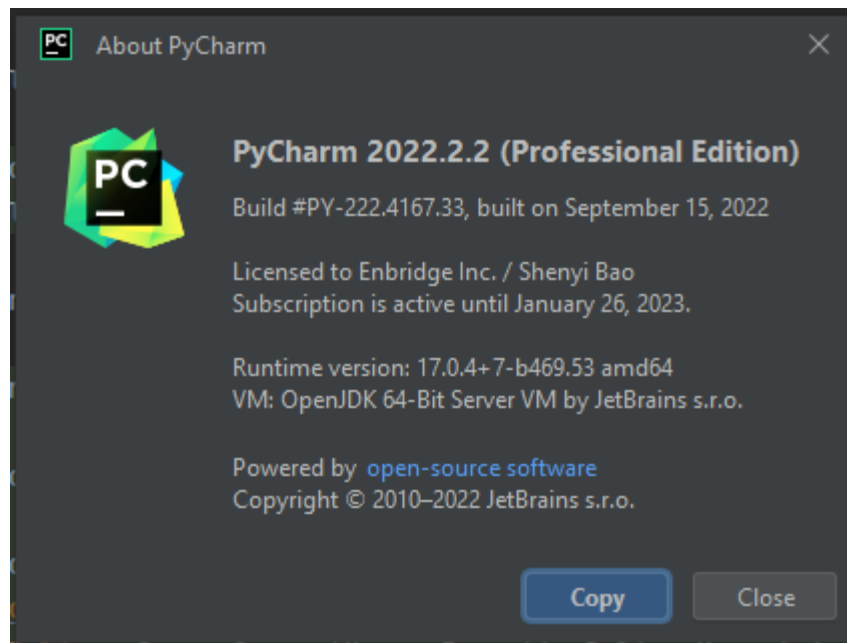 PC About PyCharm
PC
PyCharm 2022.2.2 (Professional Edition)
Build #PY-222.4167.33, built on September 15, 2022
Licensed to Enbridge Inc. / Shenyi Bao
Subscription is active until January 26, 2023.
Runtime version: 17.0.4+7-b469.53 amd64
VM: OpenJDK 64-Bit Server VM by JetBrains s.r.o.
Powered by open-source software
Copyright © 2010–2022 JetBrains s.r.o.
Copy Close